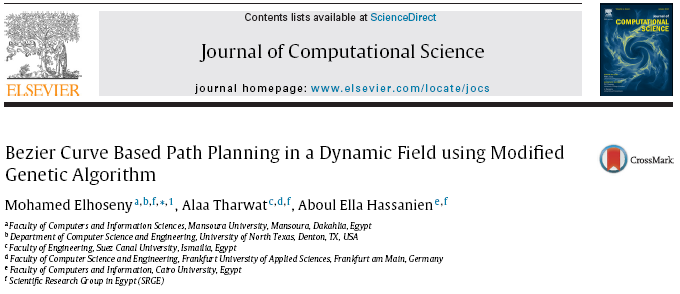 Contents lists available at ScienceDirect
Journal of Computational Science
journal homepage: www.elsevier.com/locate/jocs
ELSEVIER
Journal of
COMPUTATIONAL
SCIENCE
Bezier Curve Based Path Planning in a Dynamic Field using Modified
Genetic Algorithm
CrossMark
Mohamed Elhoseny a,b,f,∗,1, Alaa Tharwat c,d,f, Aboul Ella Hassanien e,f
a Faculty of Computers and Information Sciences, Mansoura University, Mansoura, Dakahlia, Egypt
b Department of Computer Science and Engineering, University of North Texas, Denton, TX, USA
c Faculty of Engineering, Suez Canal University, Ismailia, Egypt
d Faculty of Computer Science and Engineering, Frankfurt University of Applied Sciences, Frankfurt am Main, Germany
e Faculty of Computers and Information, Cairo University, Egypt
f Scientific Research Group in Egypt (SRGE)